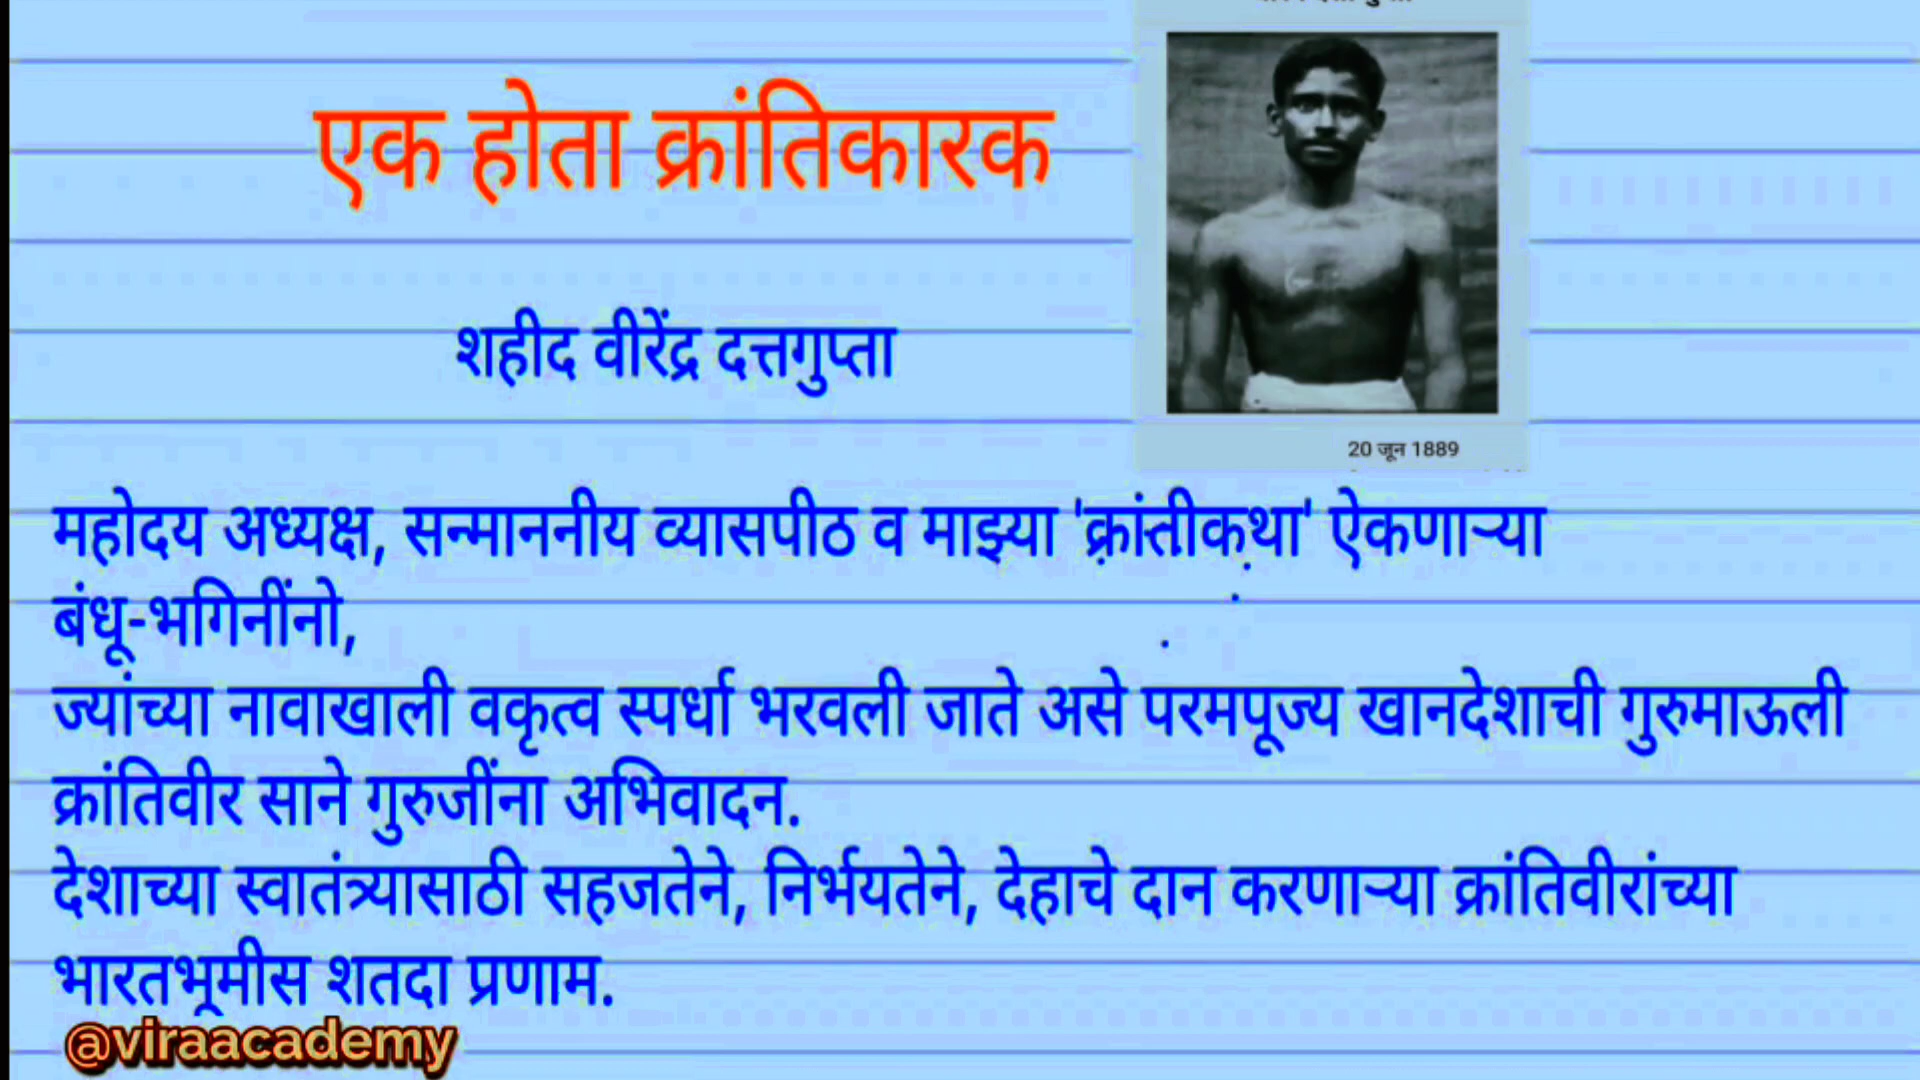 एक होता क्रांतिकारक
शहीद वीरेंद्र दत्तगुप्ता
20 जून 1889
महोदय अध्यक्ष, सन्माननीय व्यासपीठ व माझ्या 'क्रांतीकथा' ऐकणाऱ्या
बंधू-भगिनींनो,
ज्यांच्या नावाखाली वकृत्व स्पर्धा भरवली जाते असे परमपूज्य खानदेशाची गुरुमाऊली
क्रांतिवीर साने गुरुजींना अभिवादन.
देशाच्या स्वातंत्र्यासाठी सहजतेने, निर्भयतेने, देहाचे दान करणाऱ्या क्रांतिवीरांच्या
भारतभूमीस शतदा प्रणाम.
@viraacademy